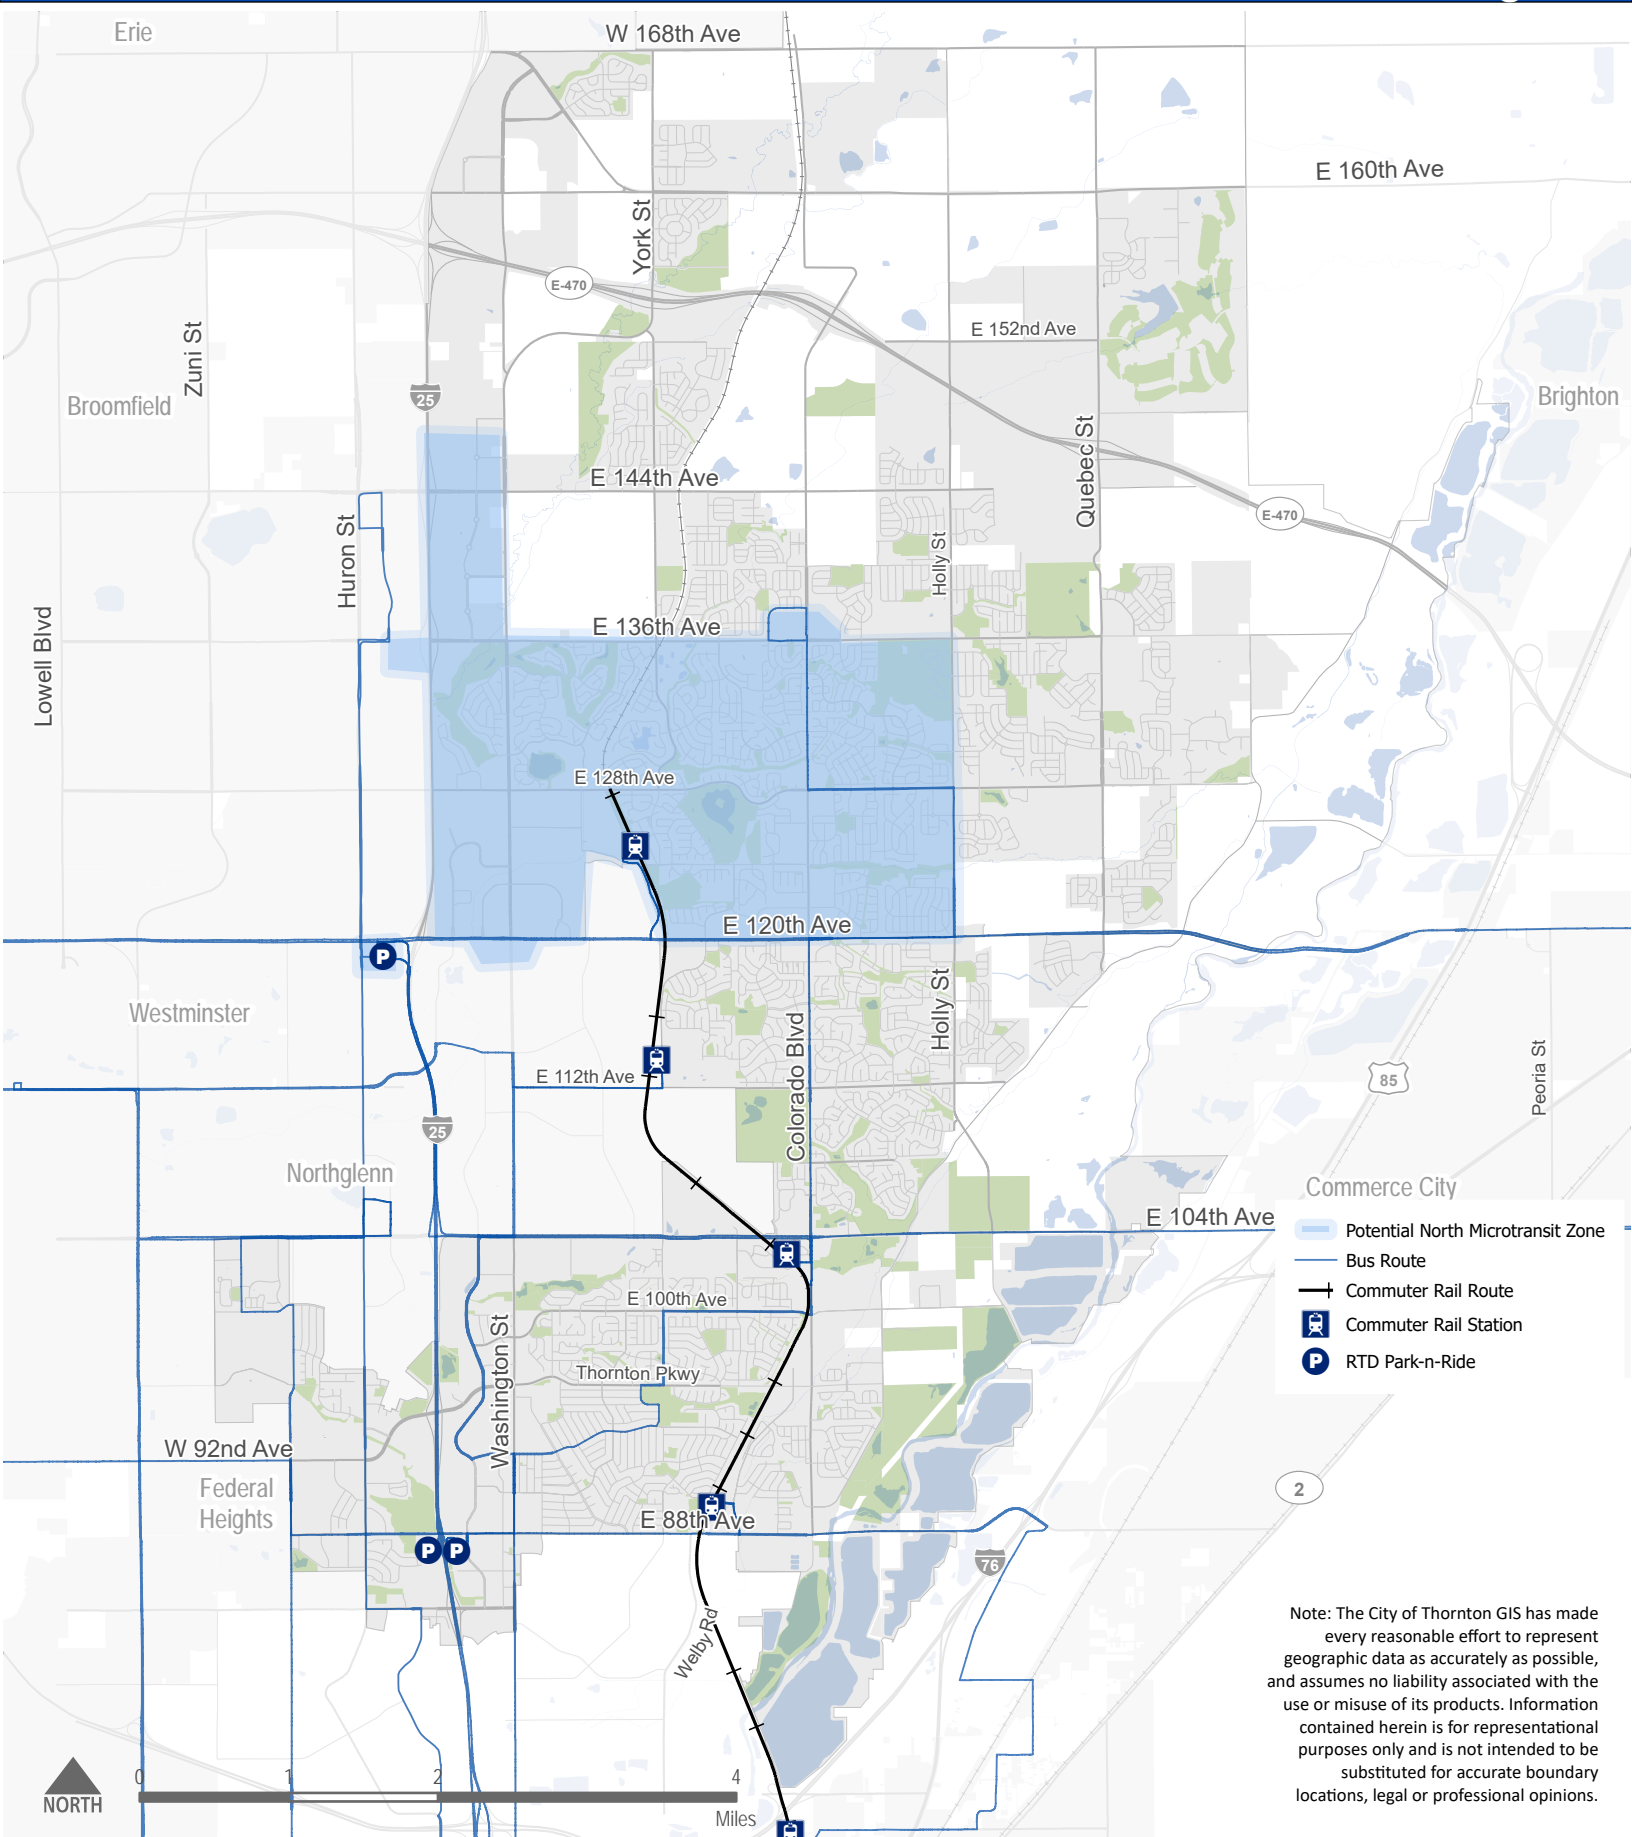 Erie
W 168th Ave
E 160th Ave
York St
E-470
Zuni St
E 152nd Ave
Broomfield
25
Brighton
Quebec St
E 144th Ave
E-470
Huron St
Holly St
Lowell Blvd
E 136th Ave
E 128th Ave
E 120th Ave
P
Westminster
Holly St
Colorado Blvd
E 112th Ave
85
Peoria St
25
Northglenn
Commerce City
E 104th Ave
Potential North Microtransit Zone
Bus Route
Commuter Rail Route
Commuter Rail Station
P RTD Park-n-Ride
E 100th Ave
Washington St
Thornton Pkwy
W 92nd Ave
Federal
Heights
2
E 88th Ave
P P
76
Welby Rd
Note: The City of Thornton GIS has made
every reasonable effort to represent
geographic data as accurately as possible,
and assumes no liability associated with the
use or misuse of its products. Information
contained herein is for representational
purposes only and is not intended to be
substituted for accurate boundary
locations, legal or professional opinions.
NORTH
0 1 2 4
Miles